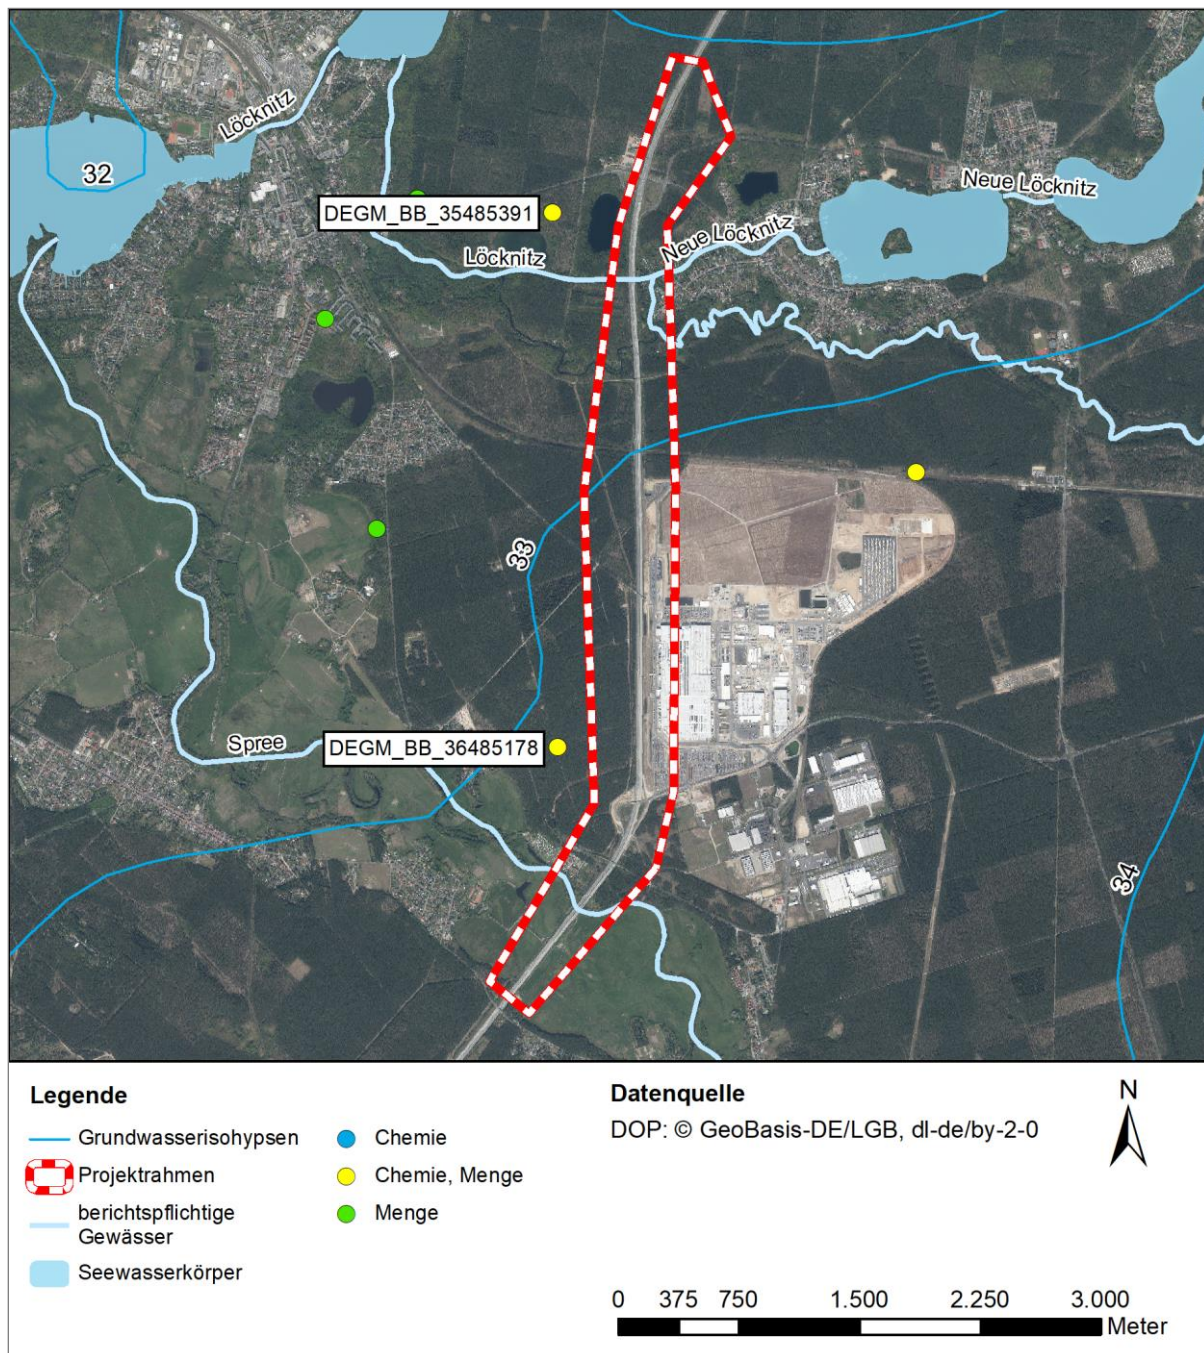 Löcknitz
32
DEGM_BB_35485391
Löcknitz
Neue Löcknitz
Neue Löcknitz
33
Spree
DEGM_BB_36485178
34
Legende
Grundwasserisohypsen
Projektrahmen
berichtspflichtige
Gewässer
Seewasserkörper
Chemie
Chemie, Menge
Menge
Datenquelle
DOP: © GeoBasis-DE/LGB, dl-de/by-2-0
N
0 375 750 1.500 2.250 3.000
Meter